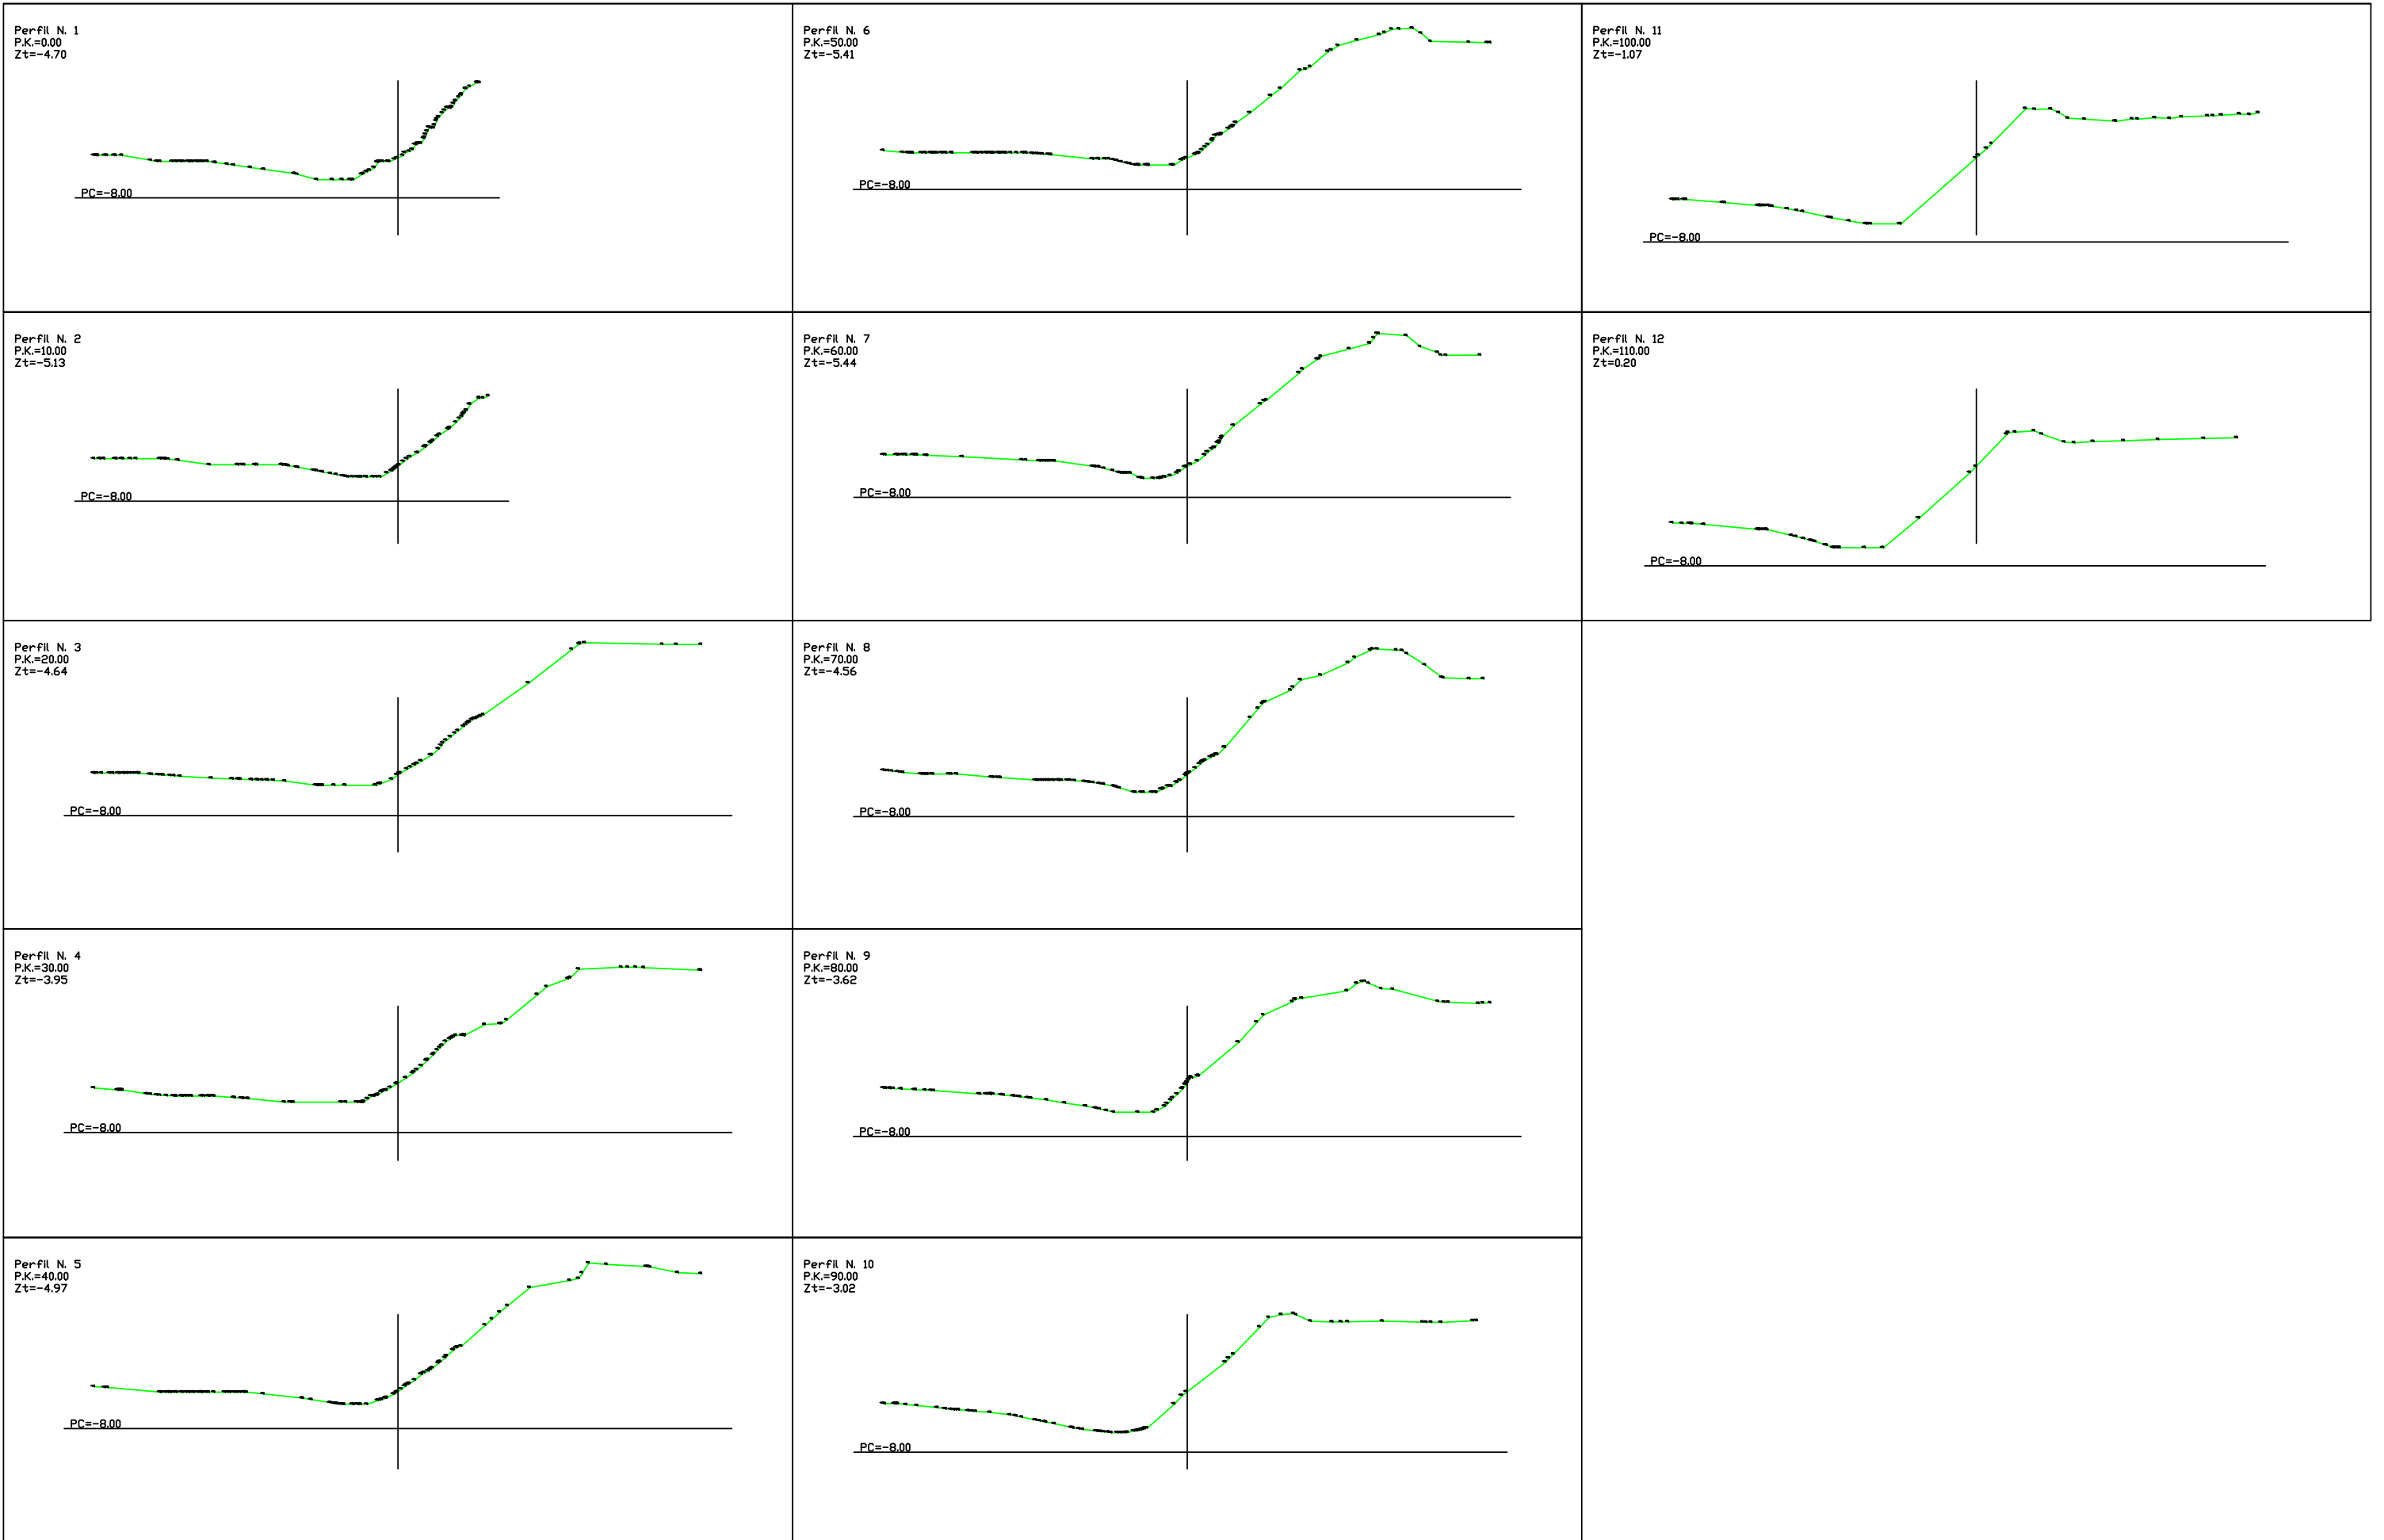 Perfil N. 1
P.K.=0.00
Zt=-4.70
PC=-8.00
Perfil N. 2
P.K.=10.00
Zt=-5.13
PC=-8.00
Perfil N. 3
P.K.=20.00
Zt=-4.64
PC=-8.00
Perfil N. 4
P.K.=30.00
Zt=-3.95
PC=-8.00
Perfil N. 5
P.K.=40.00
Zt=-4.97
PC=-8.00
Perfil N. 6
P.K.=50.00
Zt=-5.41
PC=-8.00
Perfil N. 7
P.K.=60.00
Zt=-5.44
PC=-8.00
Perfil N. 8
P.K.=70.00
Zt=-4.56
PC=-8.00
Perfil N. 9
P.K.=80.00
Zt=-3.62
PC=-8.00
Perfil N. 10
P.K.=90.00
Zt=-3.02
PC=-8.00
Perfil N. 11
P.K.=100.00
Zt=-1.07
PC=-8.00
Perfil N. 12
P.K.=110.00
Zt=0.20
PC=-8.00